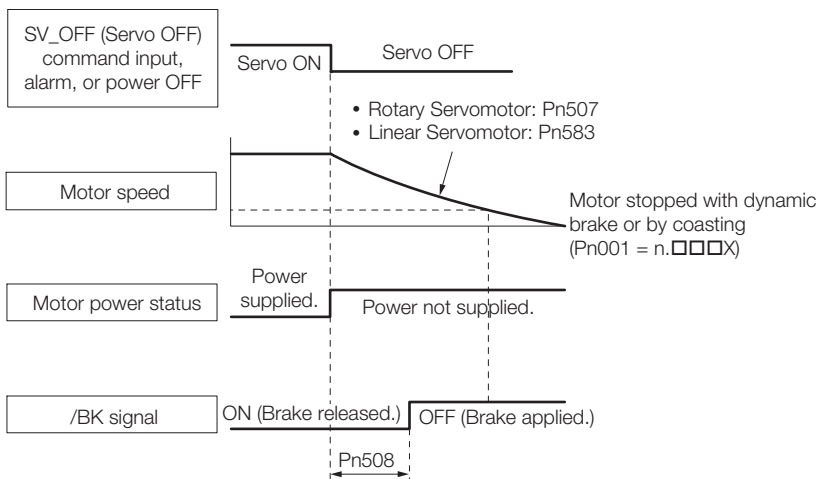 SV_OFF (Servo OFF)
command input,
alarm, or power OFF
Servo ON
Servo OFF
• Rotary Servomotor: Pn507
• Linear Servomotor: Pn583
Motor speed
Motor stopped with dynamic
brake or by coasting
(Pn001 = n.□□□X)
Motor power status
Power
supplied.
Power not supplied.
/BK signal
ON (Brake released.)
OFF (Brake applied.)
Pn508